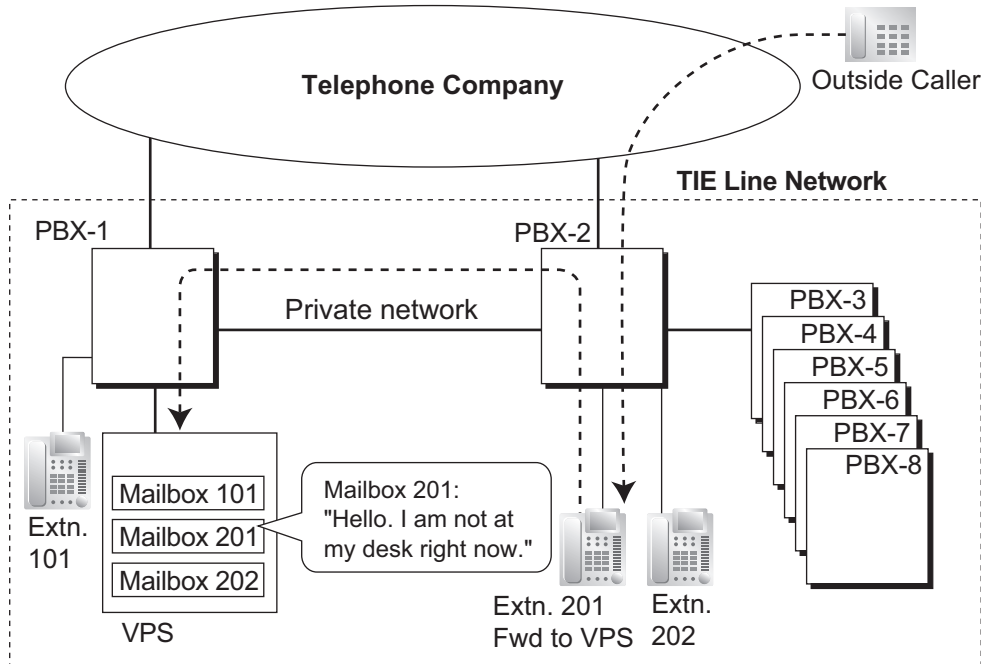 Telephone Company
Outside Caller
TIE Line Network
PBX-1
PBX-2
Private network
PBX-3
PBX-4
PBX-5
PBX-6
PBX-7
PBX-8
Extn.
101
Mailbox 101
Mailbox 201
Mailbox 202
VPS
Mailbox 201:
"Hello. I am not at
my desk right now."
Extn. 201
Fwd to VPS
Extn.
202